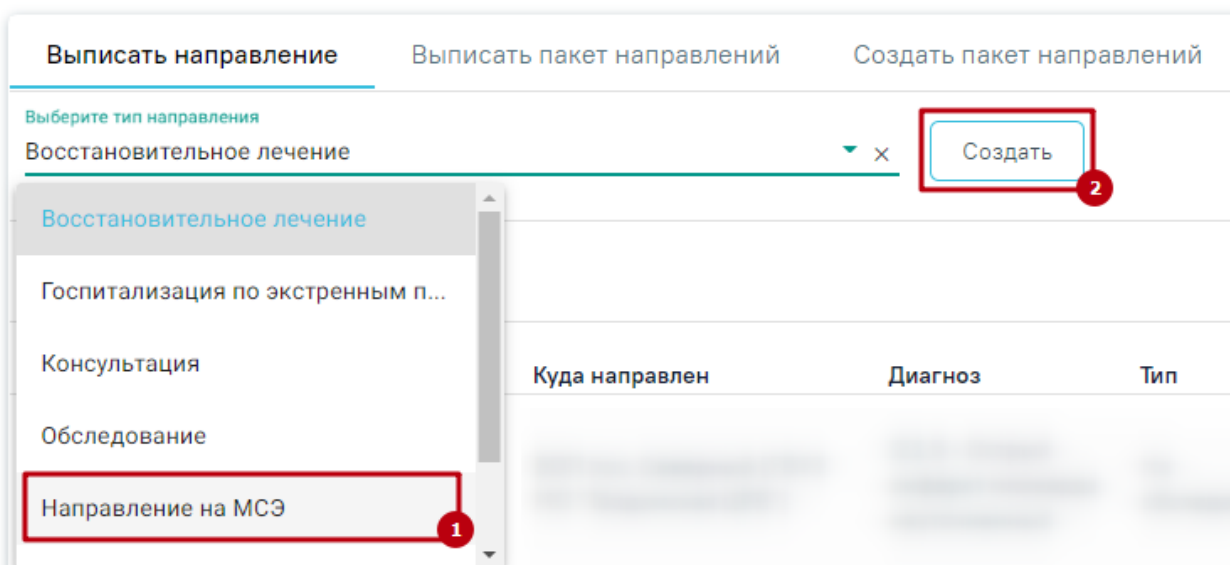 Выписать направление
Выписать пакет направлений
Создать пакет направлений
Выберите тип направления
Восстановительное лечение
Создать
2
Восстановительное лечение
Госпитализация по экстренным п...
Консультация
Куда направлен
Диагноз
Тип
Обследование
Направление на МСЭ
1